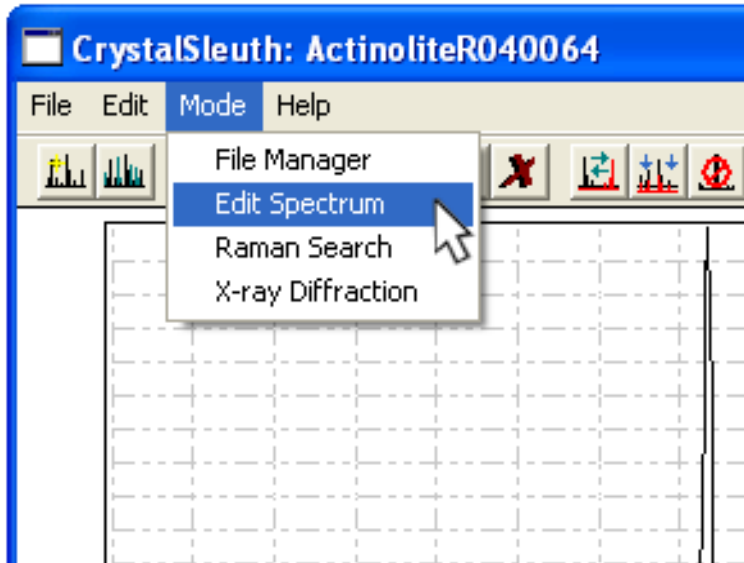 CrystalSleuth: ActinoliteR040064
File Edit Mode Help
File Manager
Edit Spectrum
Raman Search
X-ray Diffraction